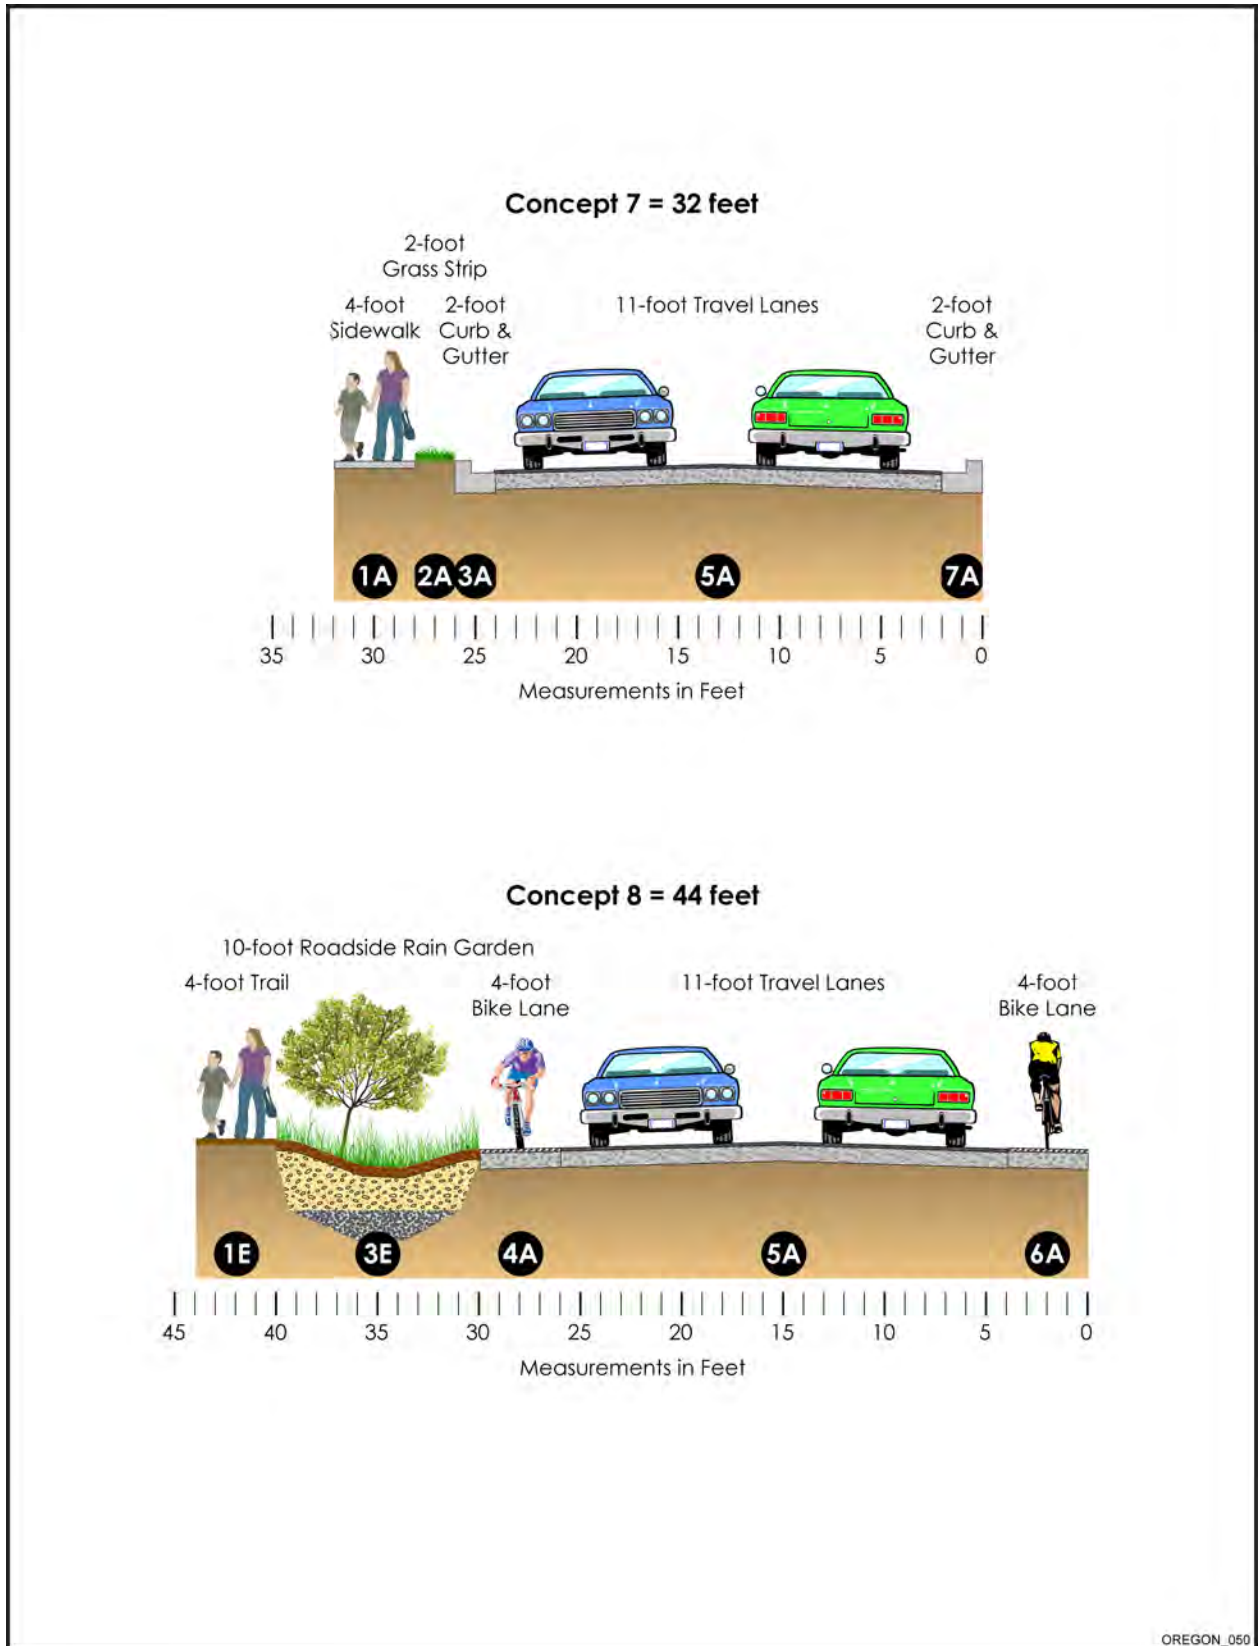 Concept 7 = 32 feet
2-foot
Grass Strip
4-foot
Sidewalk
2-foot
Curb &
Gutter
11-foot Travel Lanes
2-foot
Curb &
Gutter
1A 2A 3A 5A 7A
35 30 25 20 15 10 5 0
Measurements in Feet
Concept 8 = 44 feet
10-foot Roadside Rain Garden
4-foot Trail
4-foot
Bike Lane
11-foot Travel Lanes
4-foot
Bike Lane
1E 3E 4A 5A 6A
45 40 35 30 25 20 15 10 5 0
Measurements in Feet
OREGON_050